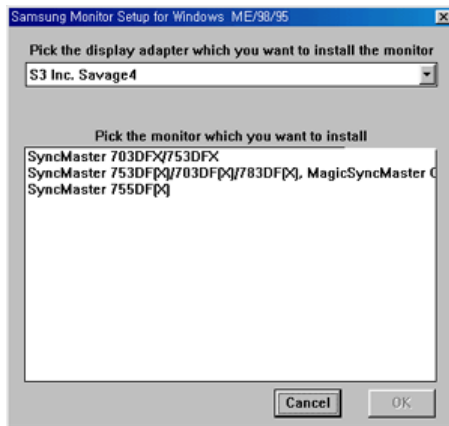 Samsung Monitor Setup for Windows ME/98/95
Pick the display adapter which you want to install the monitor
S3 Inc. Savage4
Pick the monitor which you want to install
SyncMaster 703DFX/753DFX
SyncMaster 753DF[X]/703DF[X]/783DF[X], MagicSyncMaster
SyncMaster 755DF[X]
Cancel
OK